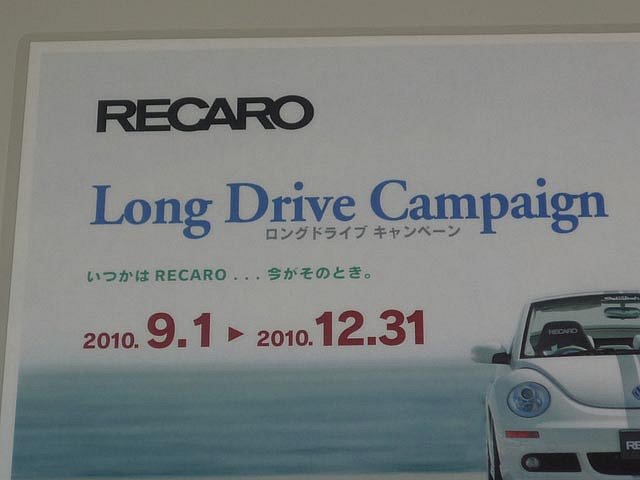 RECARO
Long Drive Campaign
ロングドライブ キャンペーン
いつかは RECARO . . . 今がそのとき。
2010. 9.1 ▶ 2010. 12.31
RECARO